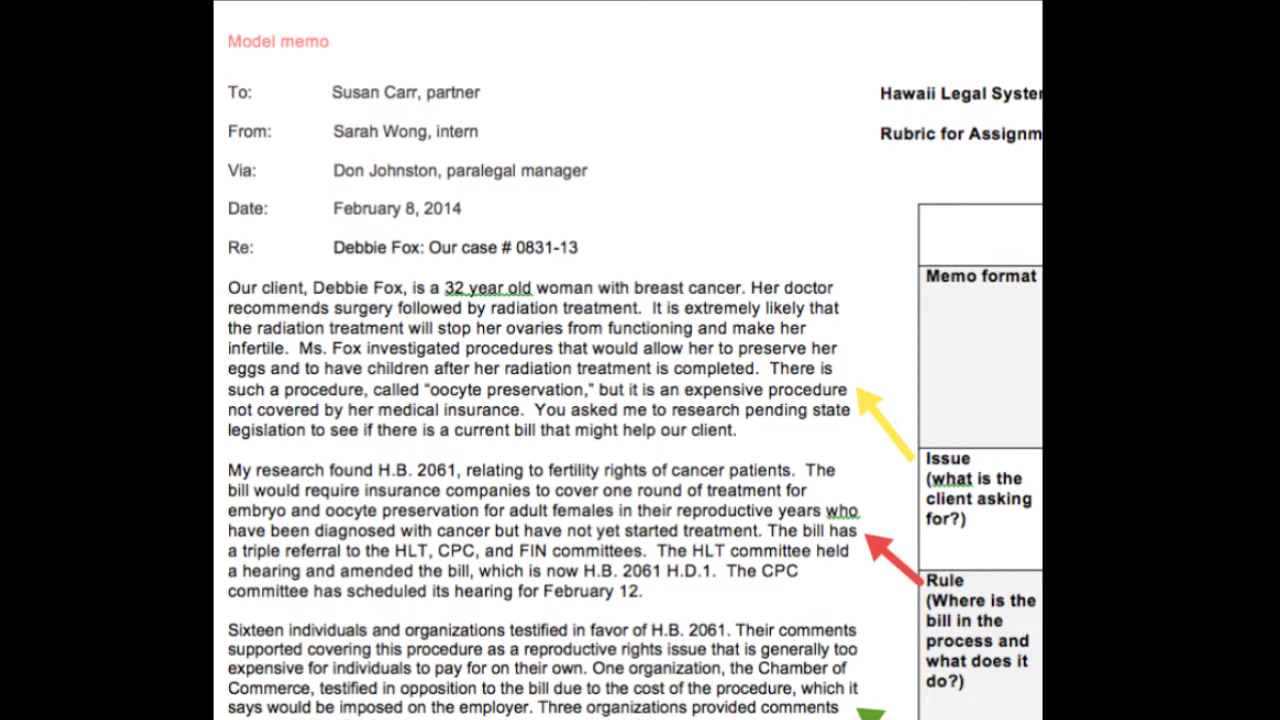 Model memo
To: Susan Carr, partner
From: Sarah Wong, intern
Via: Don Johnston, paralegal manager
Date: February 8, 2014
Re: Debbie Fox: Our case # 0831-13
Our client, Debbie Fox, is a 32 year old woman with breast cancer. Her doctor
recommends surgery followed by radiation treatment. It is extremely likely that
the radiation treatment will stop her ovaries from functioning and make her
infertile. Ms. Fox investigated procedures that would allow her to preserve her
eggs and to have children after her radiation treatment is completed. There is
such a procedure, called “oocyte preservation,” but it is an expensive procedure
not covered by her medical insurance. You asked me to research pending state
legislation to see if there is a current bill that might help our client.
My research found H.B. 2061, relating to fertility rights of cancer patients. The
bill would require insurance companies to cover one round of treatment for
embryo and oocyte preservation for adult females in their reproductive years who
have been diagnosed with cancer but have not yet started treatment. The bill has
a triple referral to the HLT, CPC, and FIN committees. The HLT committee held
a hearing and amended the bill, which is now H.B. 2061 H.D.1. The CPC
committee has scheduled its hearing for February 12.
Sixteen individuals and organizations testified in favor of H.B. 2061. Their comments
supported covering this procedure as a reproductive rights issue that is generally too
expensive for individuals to pay for on their own. One organization, the Chamber of
Commerce, testified in opposition to the bill due to the cost of the procedure, which it
says would be imposed on the employer. Three organizations provided comments
Hawaii Legal System
Rubric for Assignm
Memo format
Issue
(what is the
client asking
for?)
Rule
(Where is the
bill in the
process and
what does it
do?)